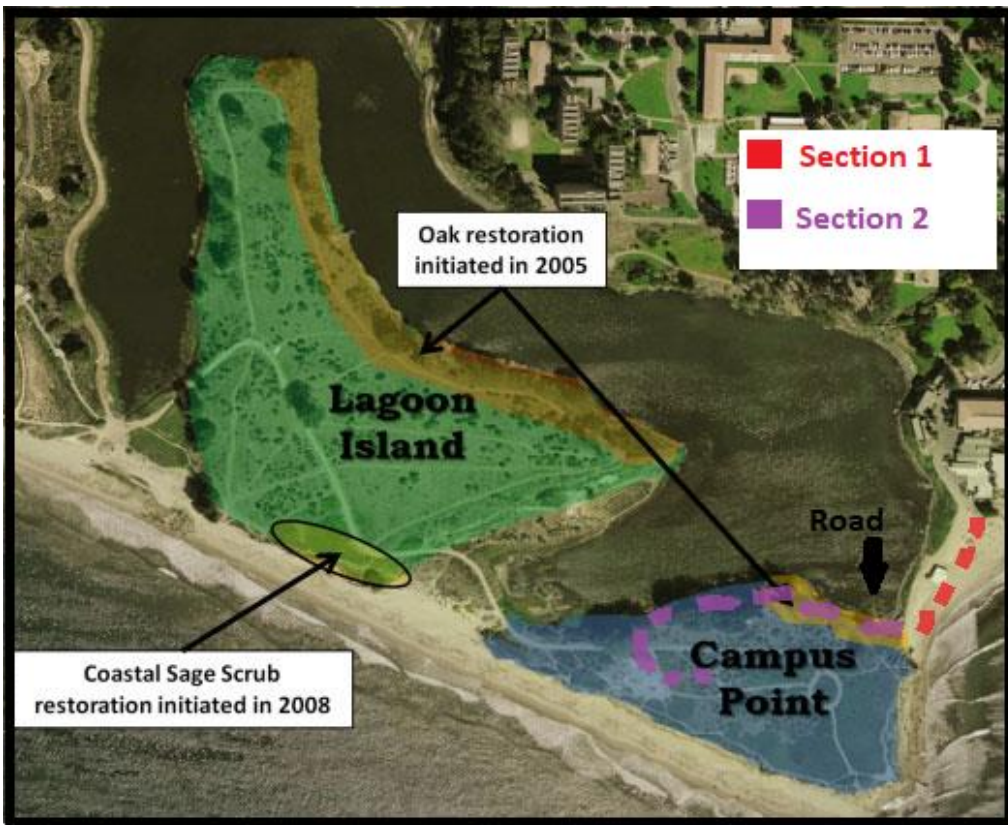 Section 1
Section 2
Oak restoration
initiated in 2005
Lagoon
Island
Road
Campus
Point
Coastal Sage Scrub
restoration initiated in 2008